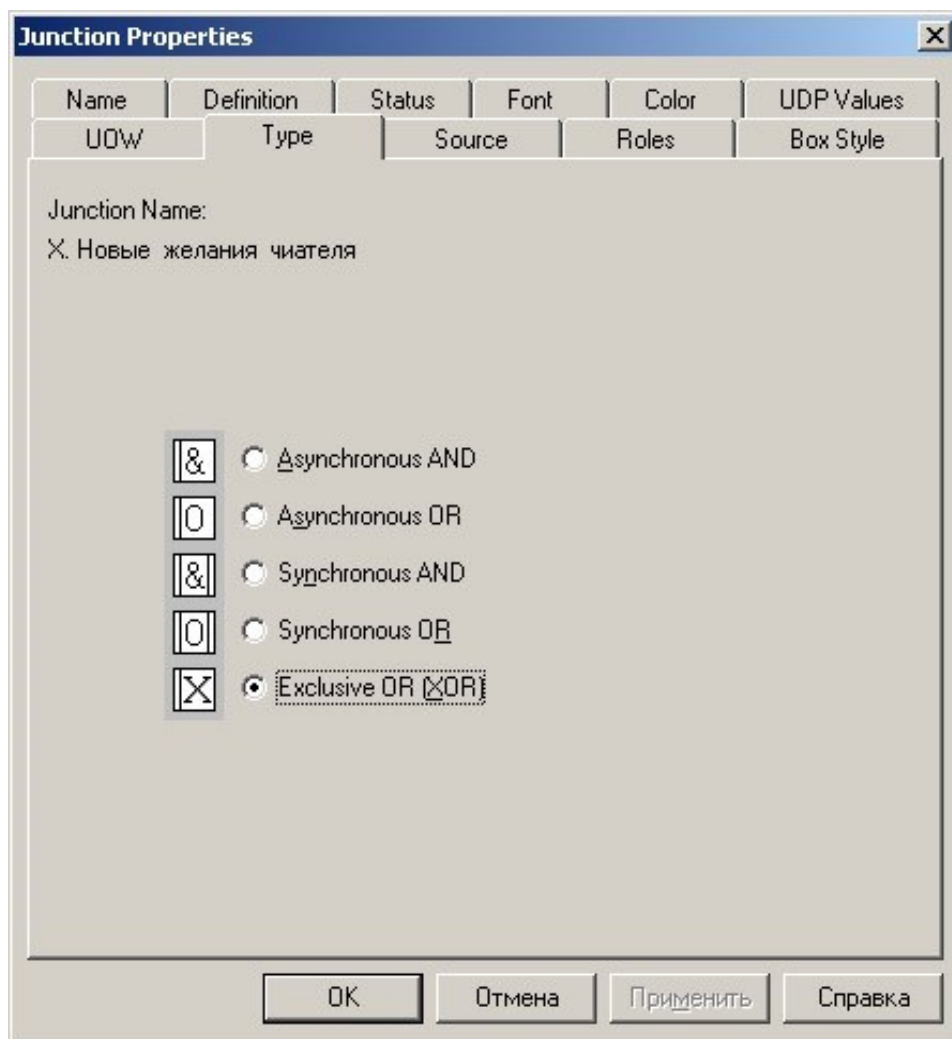 Junction Properties
Name Definition Status Font Color UDP Values
UOW Type Source Roles Box Style
Junction Name:
X. Новые желания чиателя
& Asynchronous AND
O Asynchronous OR
& Synchronous AND
O Synchronous OR
X Exclusive OR (XOR)
OK Отмена Применить Справка